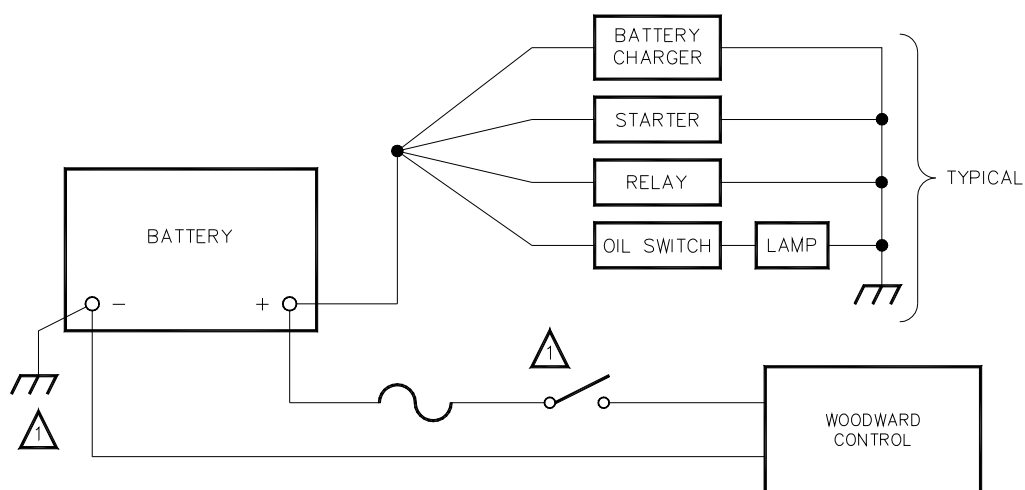 BATTERY
CHARGER
STARTER
RELAY
OIL SWITCH
LAMP
TYPICAL
BATTERY
−
+
1
1
WOODWARD
CONTROL